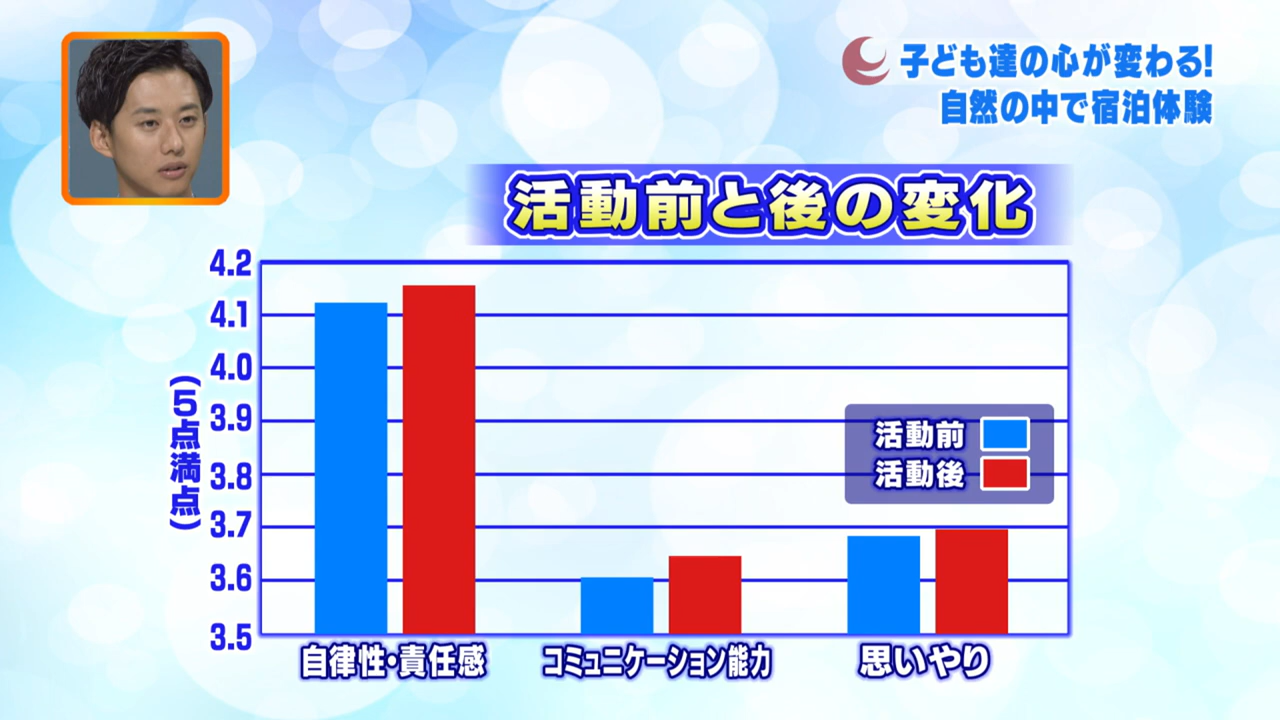 子ども達の心が変わる!
自然の中で宿泊体験
活動前と後の変化
4.2
4.1
4.0
3.9
3.8
3.7
3.6
3.5
(5点満点)
活動前
活動後
自律性・責任感
コミュニケーション能力
思いやり